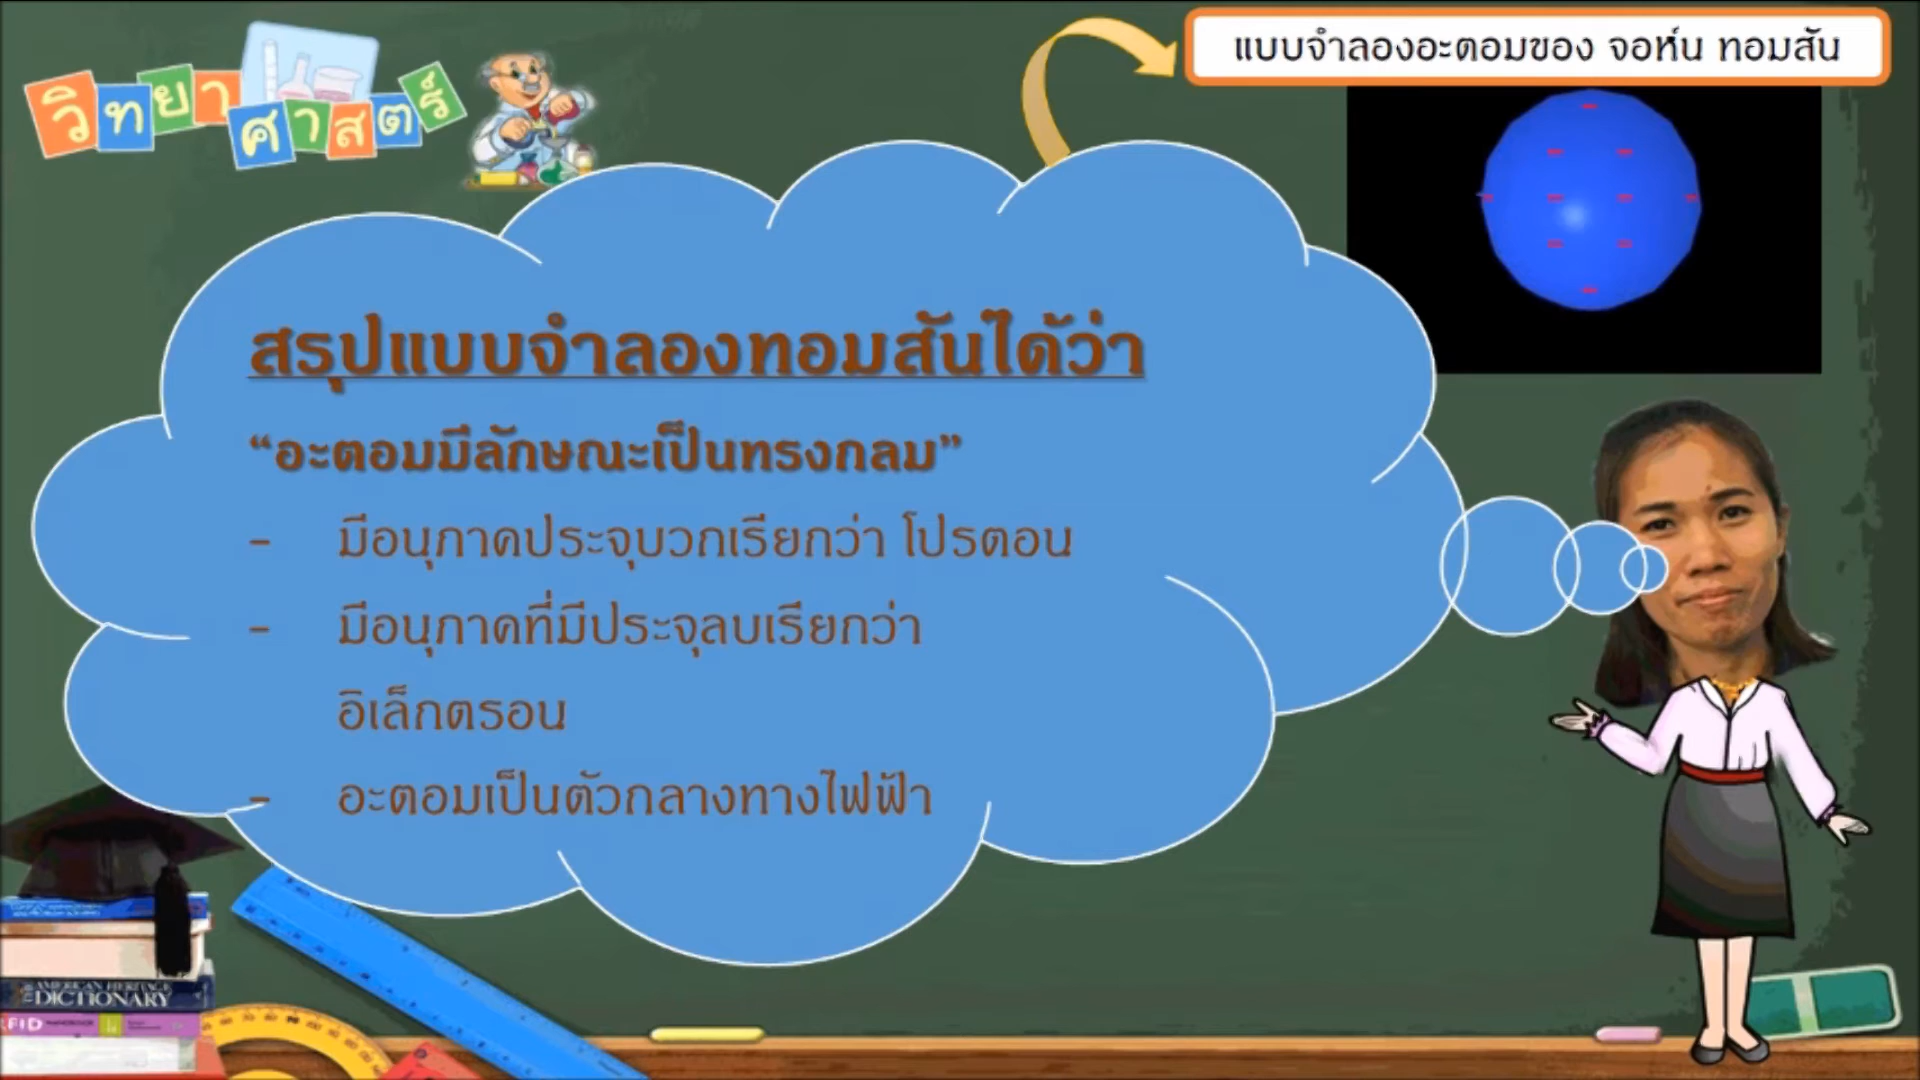 วิทยา
ศาสตร์
แบบจำลองอะตอมของ จอห์น ทอมสัน
สรุปแบบจำลองทอมสันได้ว่า
“อะตอมมีลักษณะเป็นทรงกลม”
- มีอนุภาคประจุบวกเรียกว่า โปรตอน
- มีอนุภาคที่มีประจุลบเรียกว่า
อิเล็กตรอน
- อะตอมเป็นตัวกลางทางไฟฟ้า
AMERICAN HERITAGE
DICTIONARY
RFID